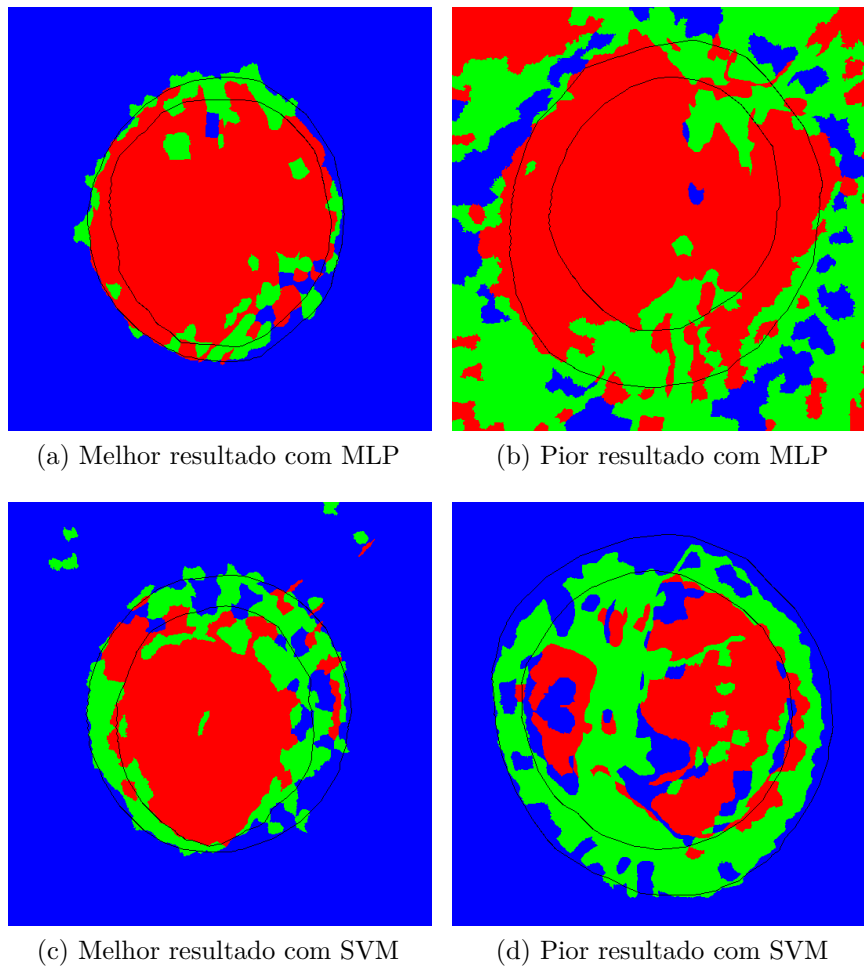 (a) Melhor resultado com MLP
(b) Pior resultado com MLP
(c) Melhor resultado com SVM
(d) Pior resultado com SVM